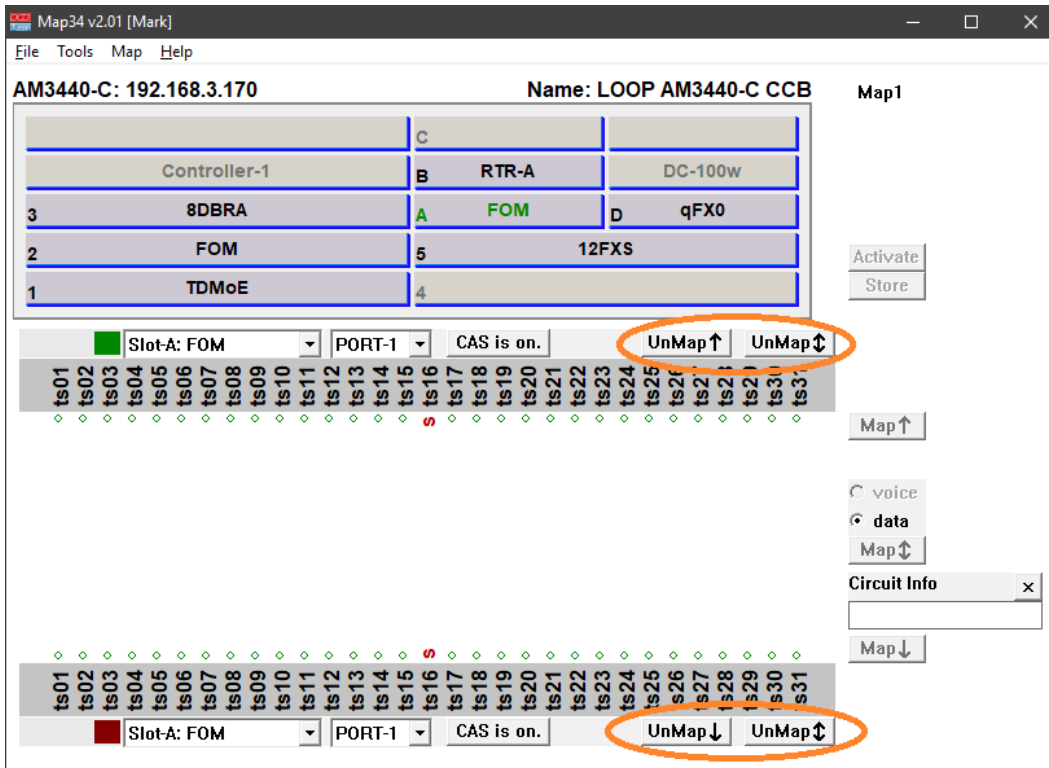 Map34 v2.01 [Mark]
File Tools Map Help
AM3440-C: 192.168.3.170 Name: LOOP AM3440-C CCB Map1
C
Controller-1 B RTR-A DC-100w
3 8DBRA A FOM D qFX0
2 FOM 5 12FXS
1 TDMoE 4
Activate
Store
Slot-A: FOM PORT-1 CAS is on. UnMap↑ UnMap↕
ts01 ts02 ts03 ts04 ts05 ts06 ts07 ts08 ts09 ts10 ts11 ts12 ts13 ts14 ts15 ts16 ts17 ts18 ts19 ts20 ts21 ts22 ts23 ts24 ts25 ts26 ts27 ts28 ts29 ts30 ts31
s
Map↑
voice
data
Map↕
Circuit Info
Map↓
s
ts01 ts02 ts03 ts04 ts05 ts06 ts07 ts08 ts09 ts10 ts11 ts12 ts13 ts14 ts15 ts16 ts17 ts18 ts19 ts20 ts21 ts22 ts23 ts24 ts25 ts26 ts27 ts28 ts29 ts30 ts31
Slot-A: FOM PORT-1 CAS is on. UnMap↓ UnMap↕